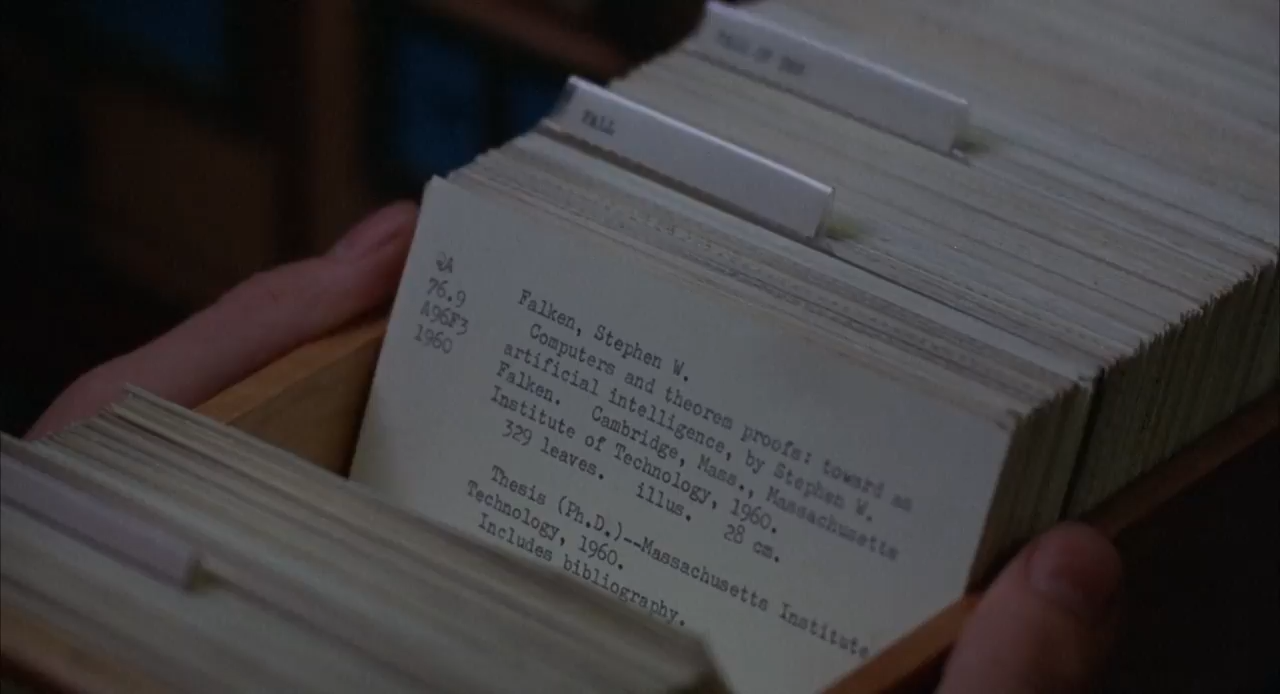 FALL
QA
76.9
A96F3
1960
Falken, Stephen W.
Computers and theorem proofs: toward an
artificial intelligence, by Stephen W.
Falken. Cambridge, Mass., Massachusetts
Institute of Technology, 1960.
329 leaves. illus. 28 cm.
Thesis (Ph.D.)--Massachusetts Institute
Technology, 1960.
Includes bibliography.